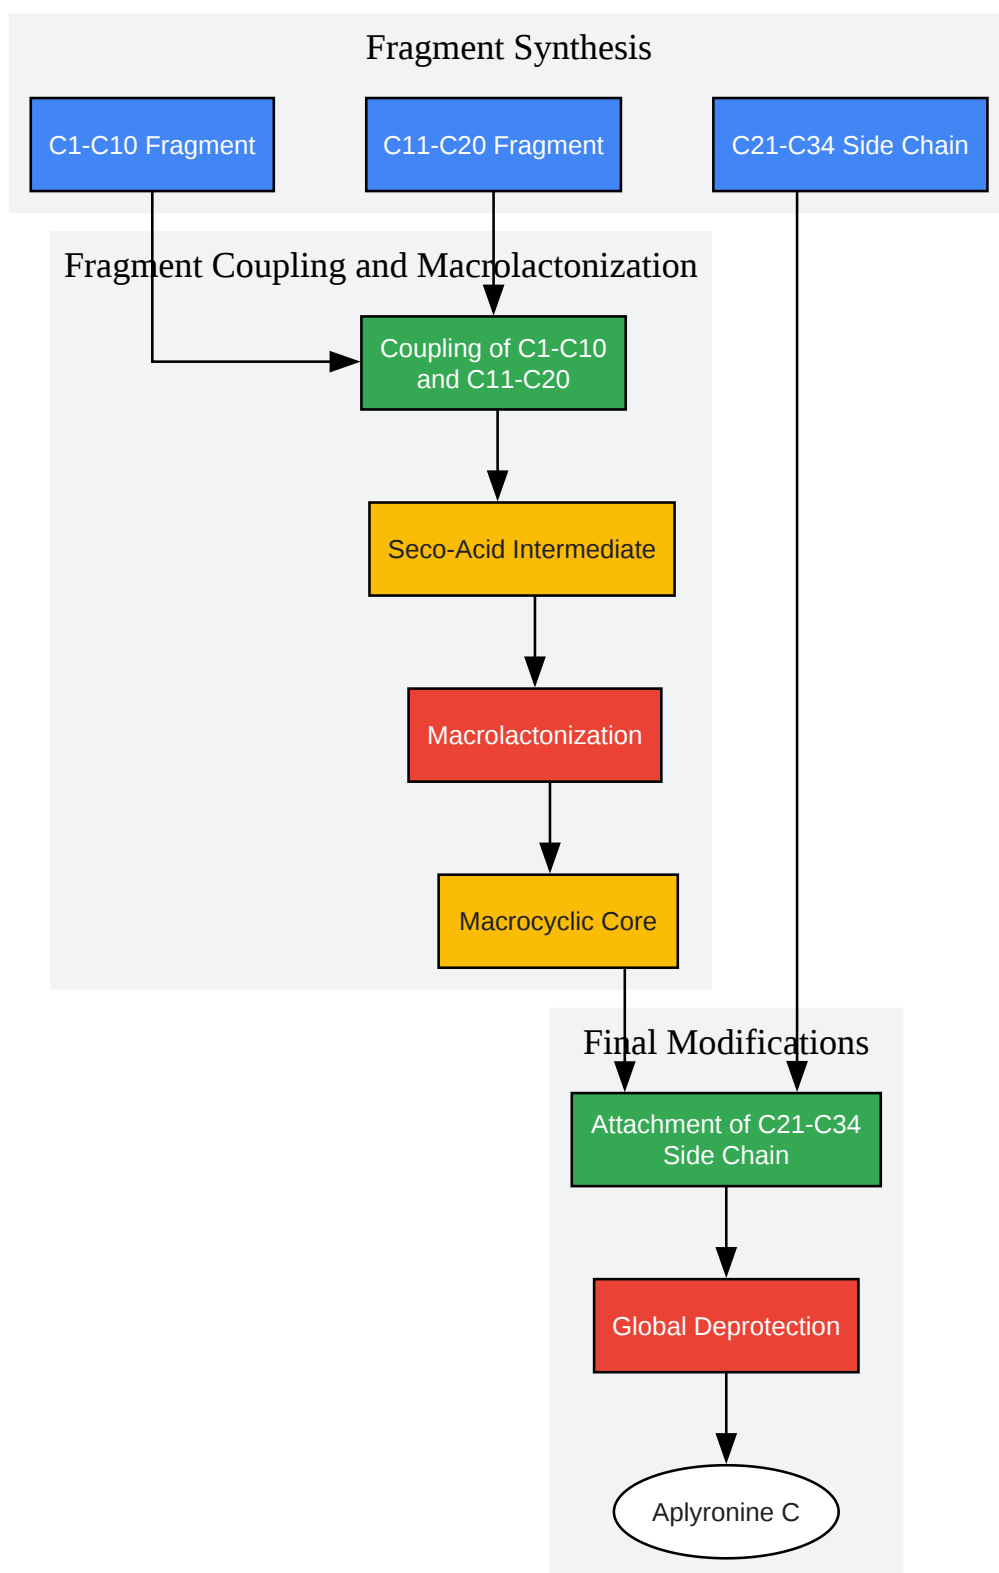 Fragment Synthesis
C1-C10 Fragment
C11-C20 Fragment
C21-C34 Side Chain
Fragment Coupling and Macrolactonization
Coupling of C1-C10
and C11-C20
Seco-Acid Intermediate
Macrolactonization
Macrocyclic Core
Final Modifications
Attachment of C21-C34
Side Chain
Global Deprotection
Aplyronine C